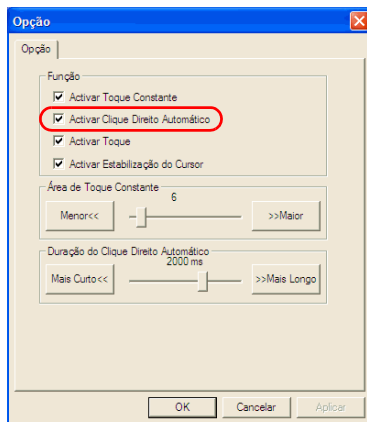 Opção
Opção
Função
Activar Toque Constante
Activar Clique Direito Automático
Activar Toque
Activar Estabilização do Cursor
Área de Toque Constante
6
Menor<< >>Maior
Duração do Clique Direito Automático
2000 ms
Mais Curto<< >>Mais Longo
OK Cancelar Aplicar